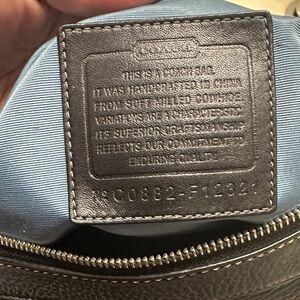 COACH
THIS IS A COACH BAG.
IT WAS HANDCRAFTED IN CHINA
FROM SOFT MILLED COWHIDE.
VARIATIONS ARE A CHARACTERISTIC
ITS SUPERIOR CRAFTSMANSHIP
REFLECTS OUR COMMITMENT TO
ENDURING QUALITY.
Nº C0882-F12321